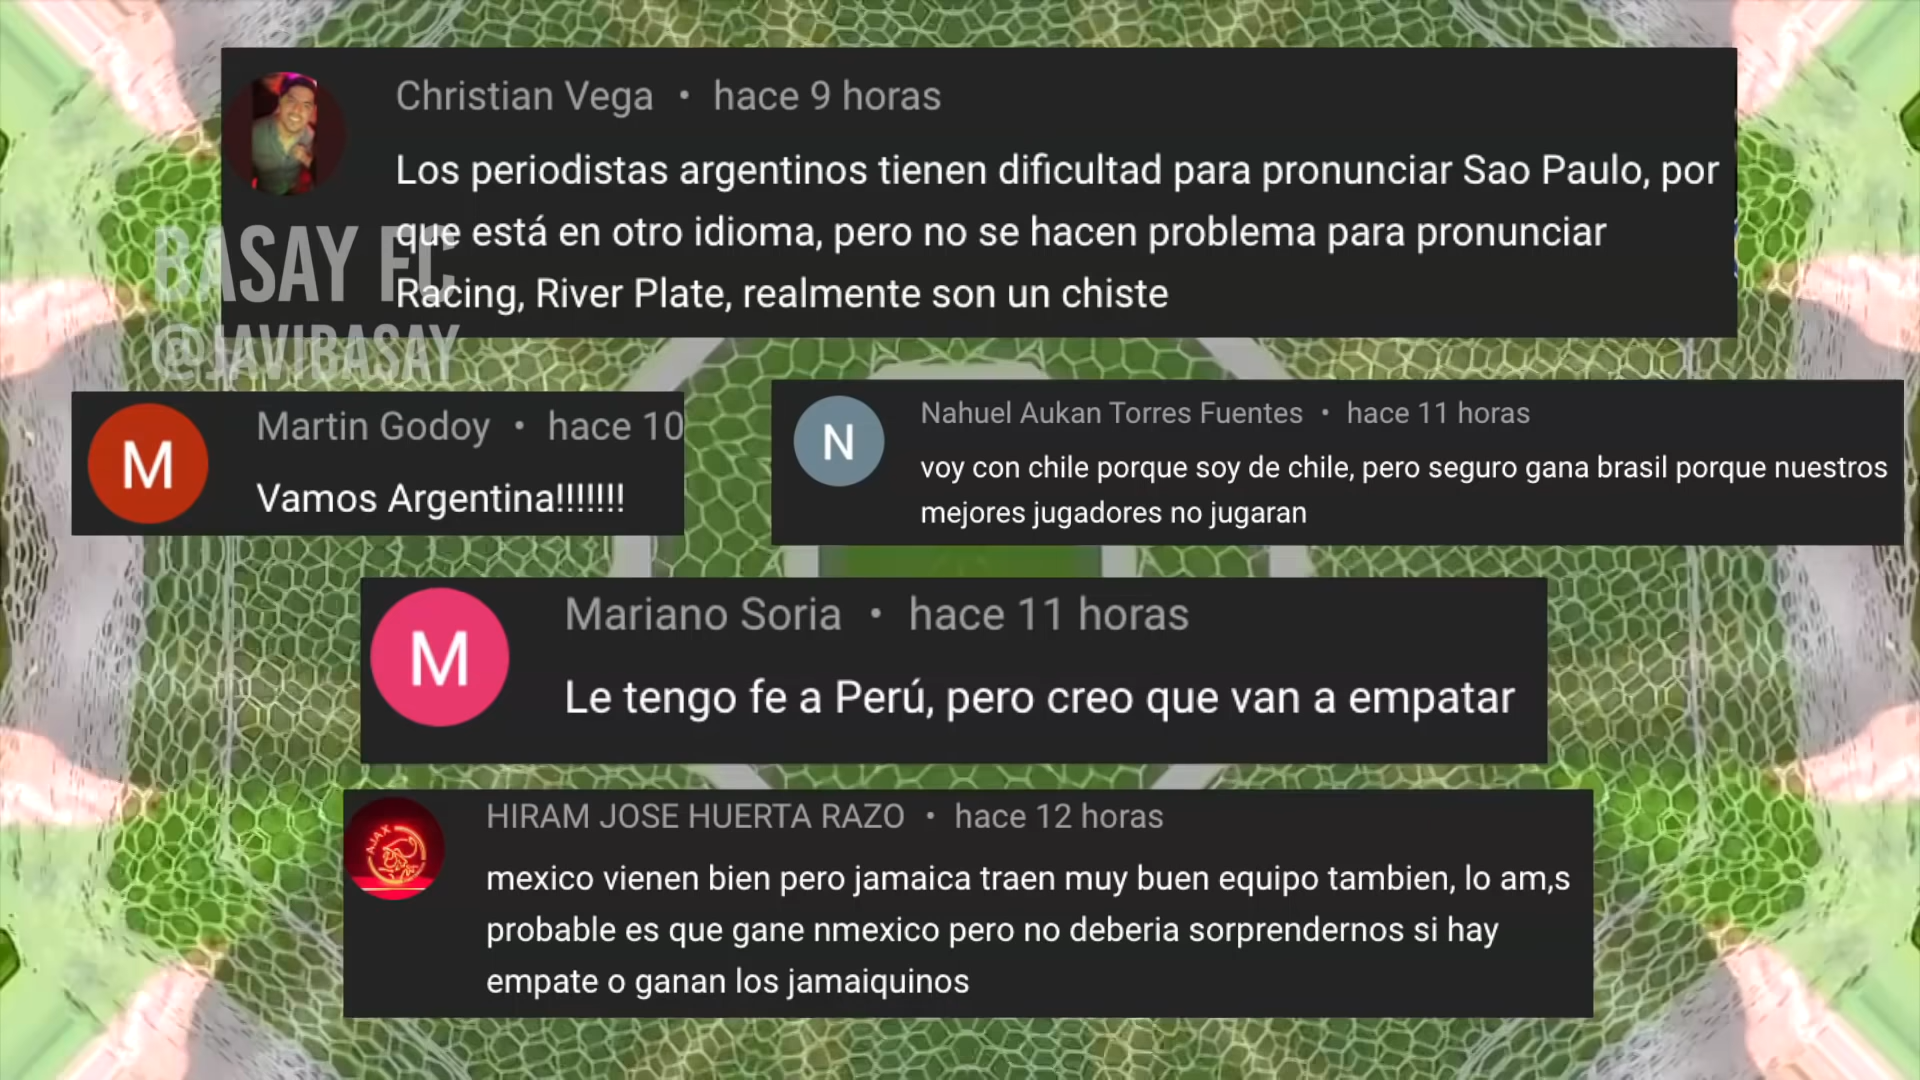 Christian Vega • hace 9 horas
Los periodistas argentinos tienen dificultad para pronunciar Sao Paulo, por
que está en otro idioma, pero no se hacen problema para pronunciar
Racing, River Plate, realmente son un chiste
BASAY FC
@JAVIBASAY
Martin Godoy • hace 10
Vamos Argentina!!!!!!!
N
Nahuel Aukan Torres Fuentes • hace 11 horas
voy con chile porque soy de chile, pero seguro gana brasil porque nuestros
mejores jugadores no jugaran
M
M
Mariano Soria • hace 11 horas
Le tengo fe a Perú, pero creo que van a empatar
AJAX
HIRAM JOSE HUERTA RAZO • hace 12 horas
mexico vienen bien pero jamaica traen muy buen equipo tambien, lo am,s
probable es que gane nmexico pero no deberia sorprendernos si hay
empate o ganan los jamaiquinos